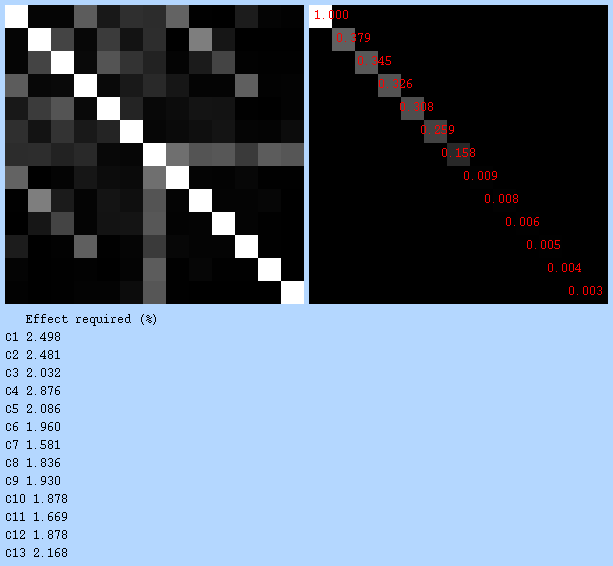 1.000
0.379
0.345
0.308
0.158
0.009
0.008
0.006
0.005
0.004
0.003
Effect required (%)
C1 2.498
C2 2.481
C3 2.032
C4 2.876
C5 2.086
C6 1.960
C7 1.581
C8 1.836
C9 1.930
C10 1.878
C11 1.669
C12 1.878
C13 2.168